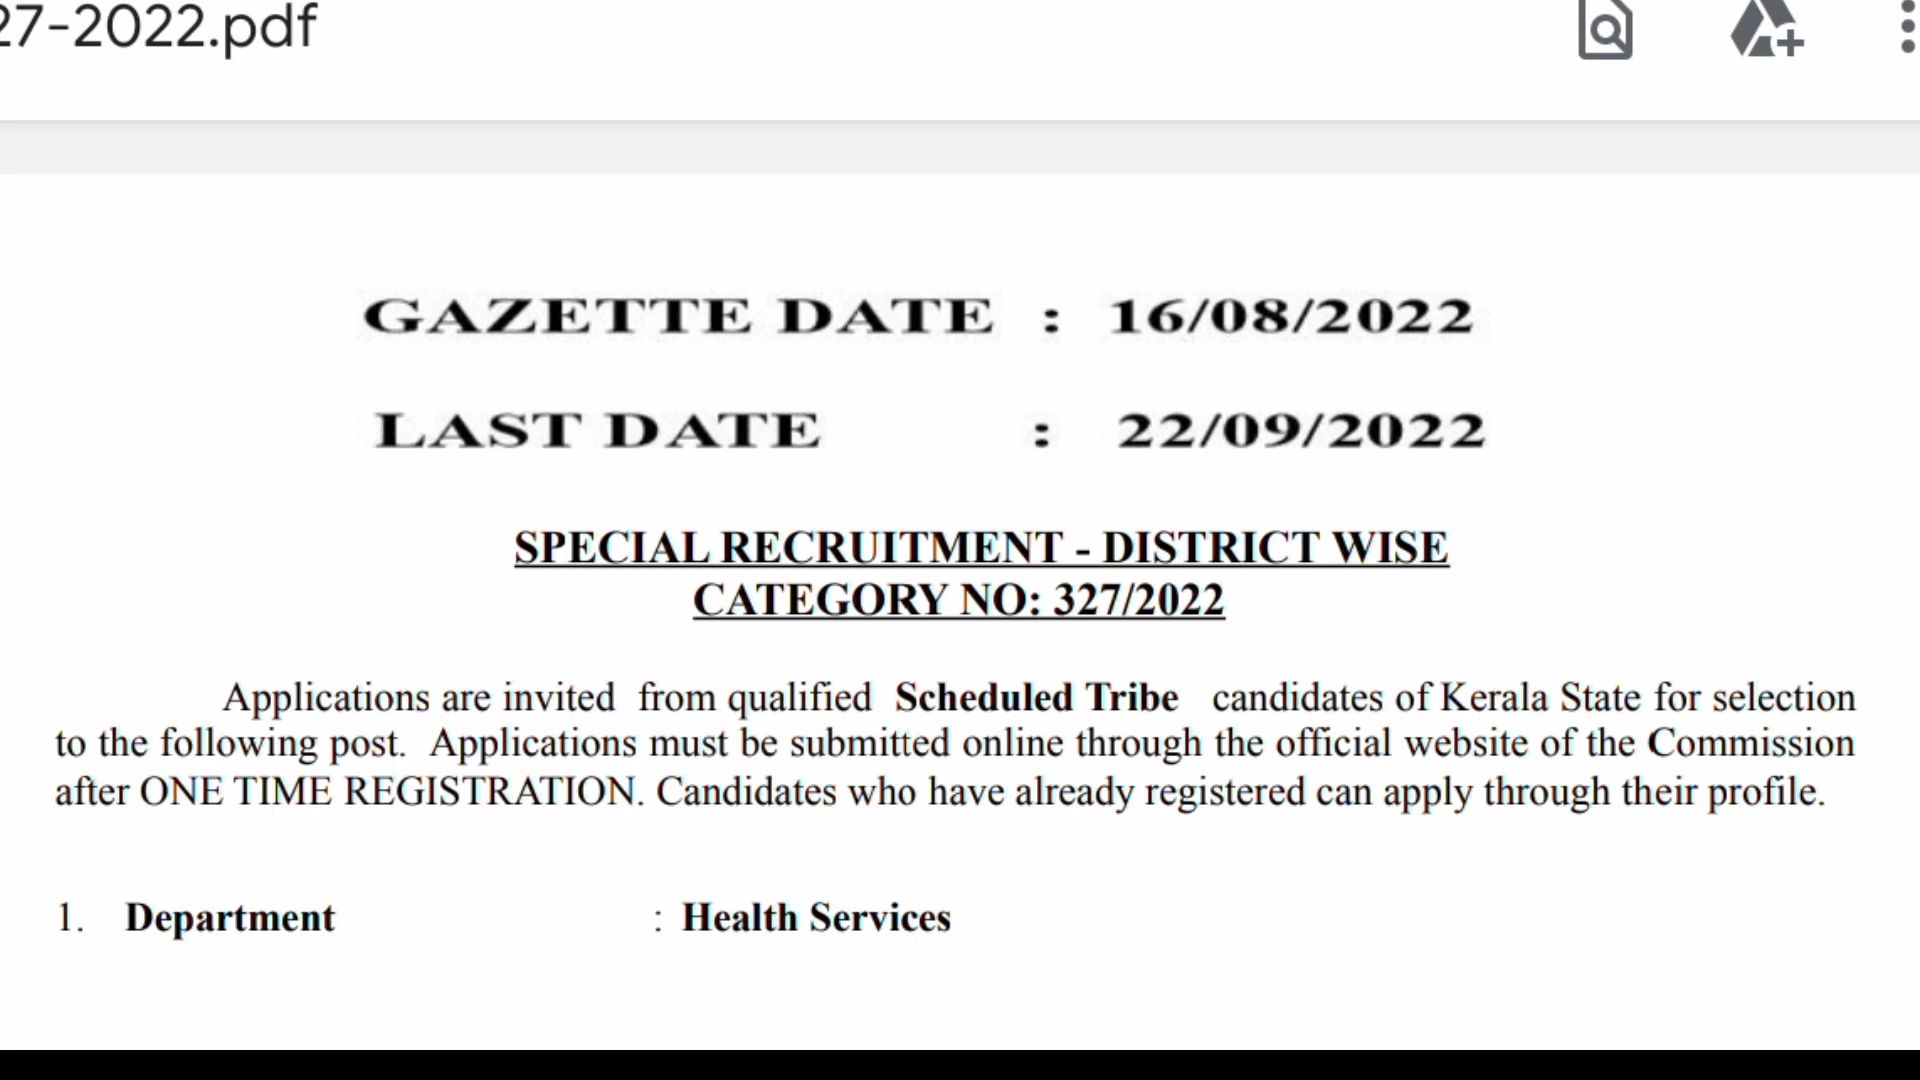 27-2022.pdf
GAZETTE DATE : 16/08/2022
LAST DATE : 22/09/2022
SPECIAL RECRUITMENT - DISTRICT WISE
CATEGORY NO: 327/2022
Applications are invited from qualified Scheduled Tribe candidates of Kerala State for selection
to the following post. Applications must be submitted online through the official website of the Commission
after ONE TIME REGISTRATION. Candidates who have already registered can apply through their profile.
1. Department : Health Services